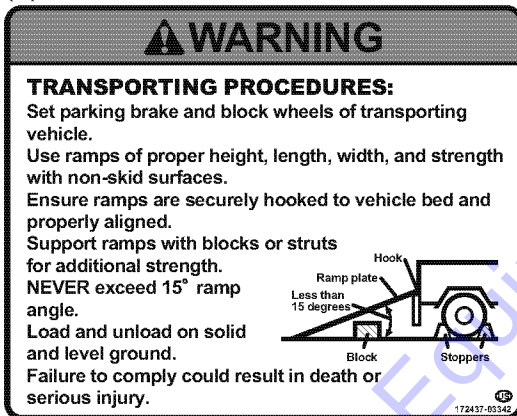 WARNING
TRANSPORTING PROCEDURES:
Set parking brake and block wheels of transporting
vehicle.
Use ramps of proper height, length, width, and strength
with non-skid surfaces.
Ensure ramps are securely hooked to vehicle bed and
properly aligned.
Support ramps with blocks or struts
for additional strength.
NEVER exceed 15° ramp
angle.
Load and unload on solid
and level ground.
Failure to comply could result in death or
serious injury.
Hook
Ramp plate
Less than
15 degrees
Block
Stoppers
US
172437-03342
Equi